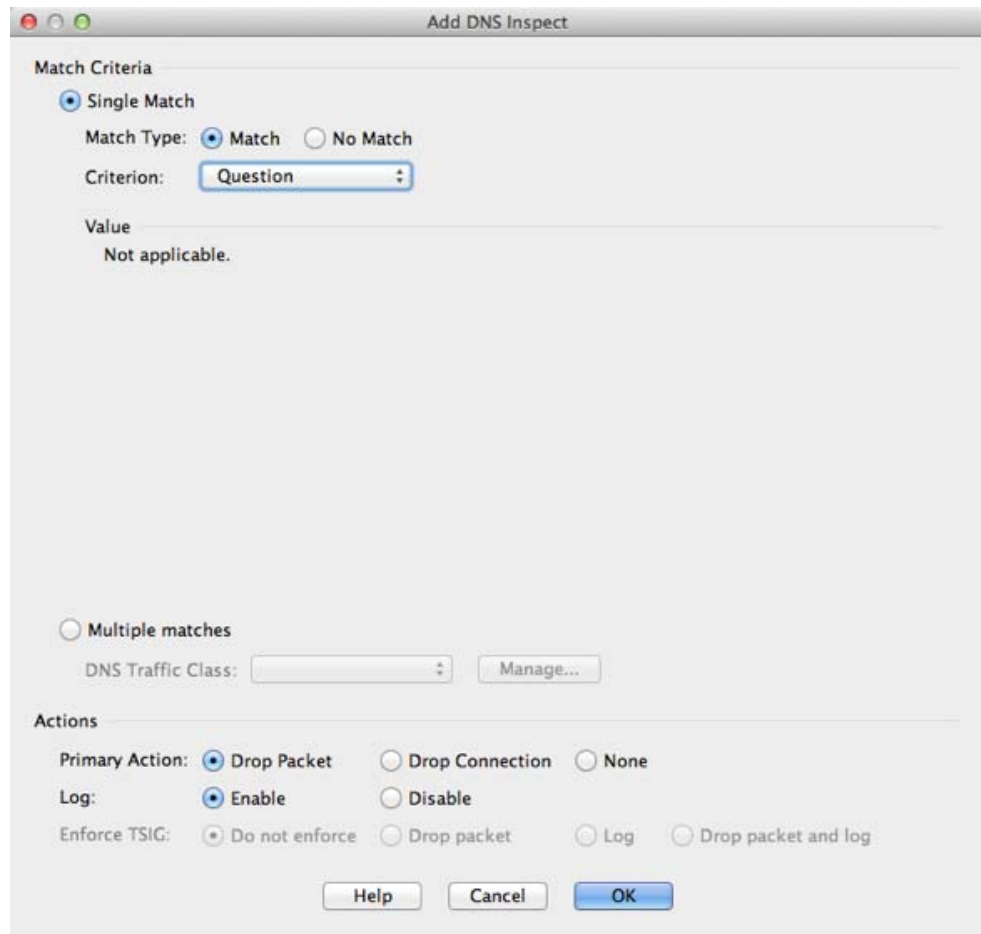 Add DNS Inspect
Match Criteria
Single Match
Match Type: Match No Match
Criterion: Question
Value
Not applicable.
Multiple matches
DNS Traffic Class: Manage...
Actions
Primary Action: Drop Packet Drop Connection None
Log: Enable Disable
Enforce TSIG: Do not enforce Drop packet Log Drop packet and log
Help Cancel OK